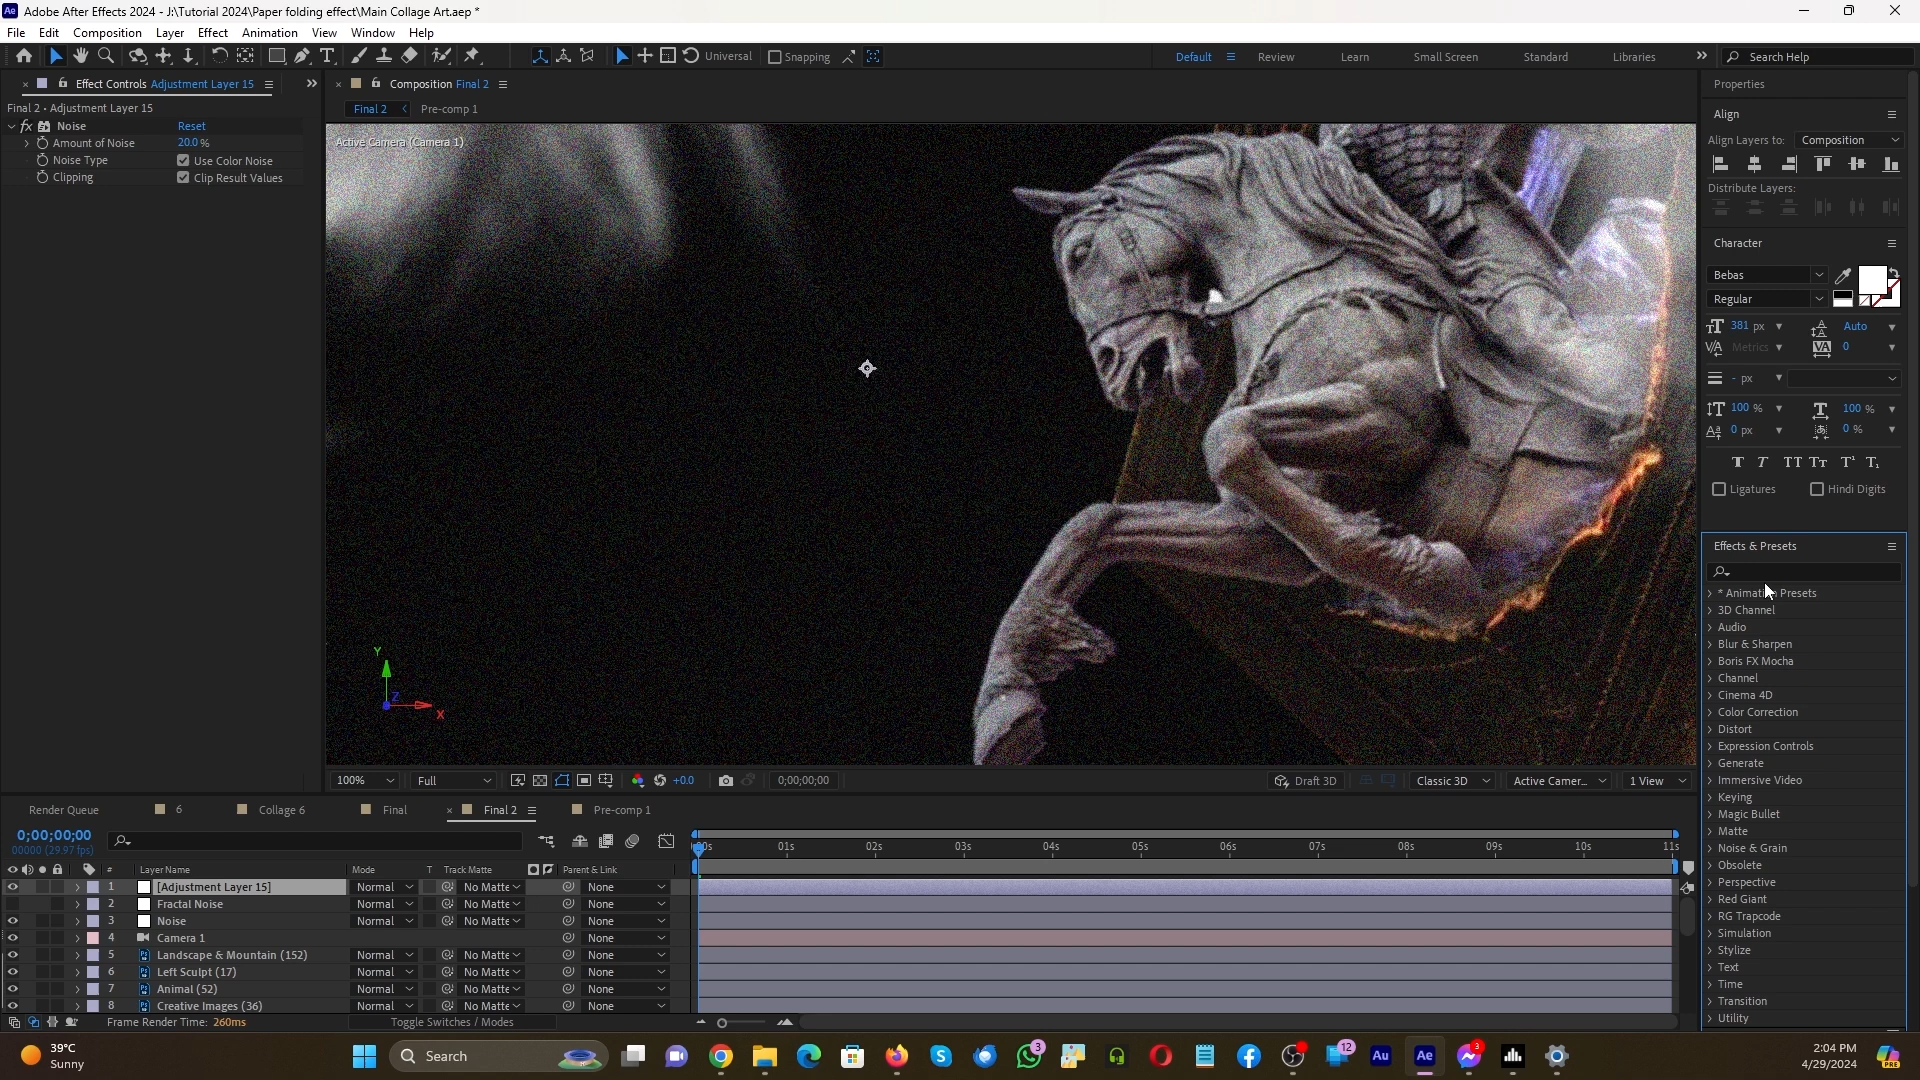 Adobe After Effects 2024 - J:\Tutorial 2024\Paper folding effect\Main Collage Art.aep *
File Edit Composition Layer Effect Animation View Window Help
Universal Snapping Default Review Learn Small Screen Standard Libraries Search Help
Effect Controls Adjustment Layer 15
Composition Final 2
Properties
Final 2 • Adjustment Layer 15
Final 2 Pre-comp 1
Align
fx Noise Reset
Amount of Noise 20.0 %
Noise Type Use Color Noise
Clipping Clip Result Values
Active Camera (Camera 1)
Align Layers to: Composition
Distribute Layers:
Character
Bebas
Regular
381 px Auto
Metrics 0
- px
100 % 100 %
0 px 0 %
Ligatures Hindi Digits
Effects & Presets
* Animation Presets
3D Channel
Audio
Blur & Sharpen
Boris FX Mocha
Channel
Cinema 4D
Color Correction
Distort
Expression Controls
Generate
Immersive Video
Keying
Magic Bullet
Matte
Noise & Grain
Obsolete
Perspective
Red Giant
RG Trapcode
Simulation
Stylize
Text
Time
Transition
Utility
Y
Z
X
100% Full +0.0 0;00;00;00 Draft 3D Classic 3D Active Camer... 1 View
Render Queue 6 Collage 6 Final Final 2 Pre-comp 1
0;00;00;00
00000 (29.97 fps)
00s 01s 02s 03s 04s 05s 06s 07s 08s 09s 10s 11s
# Layer Name Mode T Track Matte Parent & Link
1 [Adjustment Layer 15] Normal No Matte None
2 Fractal Noise Normal No Matte None
3 Noise Normal No Matte None
4 Camera 1 None
5 Landscape & Mountain (152) Normal No Matte None
6 Left Sculpt (17) Normal No Matte None
7 Animal (52) Normal No Matte None
8 Creative Images (36) Normal No Matte None
Frame Render Time: 260ms Toggle Switches / Modes
39°C
Sunny
Search
3
12
Au
Ae
3
2:04 PM
4/29/2024